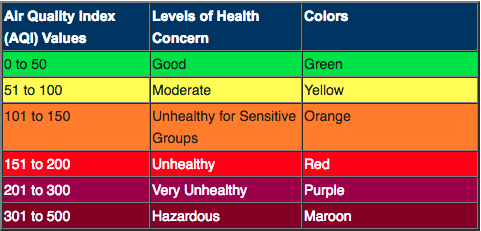 Air Quality Index Levels of Health Colors
(AQI) Values Concern
0 to 50 Good Green
51 to 100 Moderate Yellow
101 to 150 Unhealthy for Sensitive Orange
Groups
151 to 200 Unhealthy Red
201 to 300 Very Unhealthy Purple
301 to 500 Hazardous Maroon